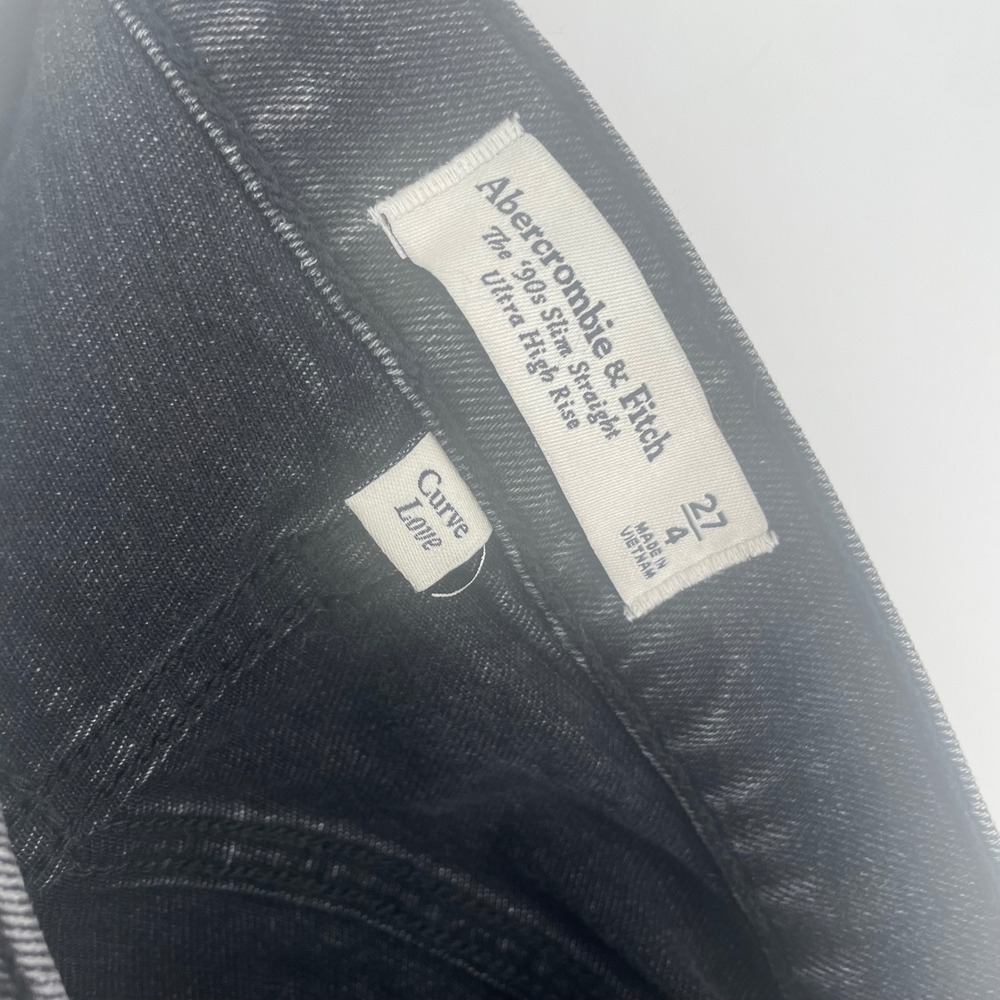 Abercrombie & Fitch
The '90s Slim Straight
Ultra High Rise
27
4
MADE IN
VIETNAM
Curve
Love